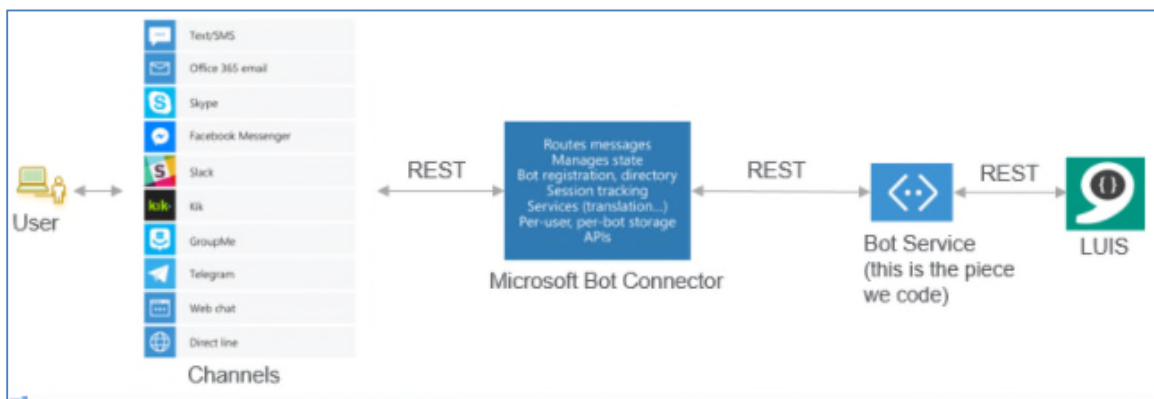 User
Text/SMS
Office 365 email
Skype
Facebook Messenger
Slack
kik
Kik
GroupMe
Telegram
Web chat
Direct line
Channels
REST
Routes messages
Manages state
Bot registration, directory
Session tracking
Services (translation...)
Per-user, per-bot storage
APIs
Microsoft Bot Connector
REST
Bot Service
(this is the piece
we code)
REST
LUIS